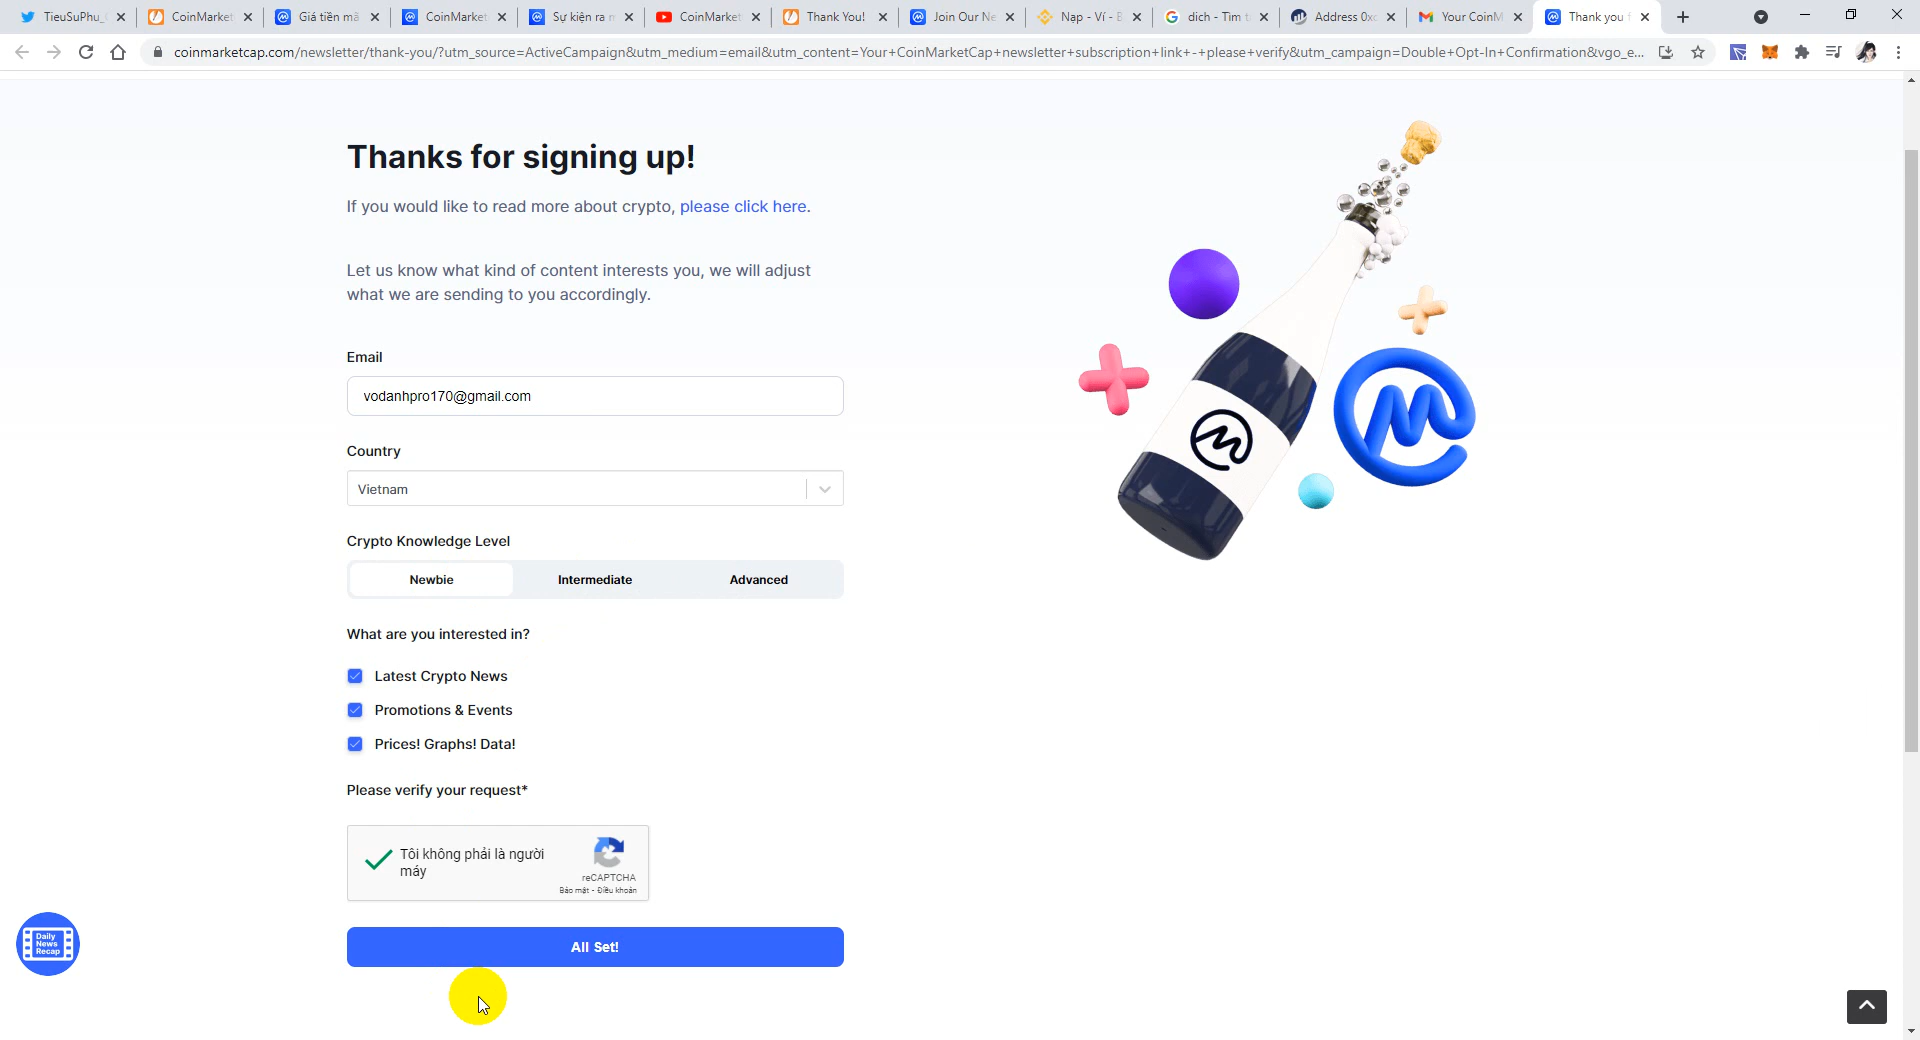 TieuSuPhu_
CoinMarket
Giá tiền mã
CoinMarket
Sự kiện ra m
CoinMarket
Thank You!
Join Our Ne
Nạp - Ví - B
dich - Tìm t
Address 0xc
Your CoinM
Thank you f
coinmarketcap.com/newsletter/thank-you/?utm_source=ActiveCampaign&utm_medium=email&utm_content=Your+CoinMarketCap+newsletter+subscription+link+-+please+verify&utm_campaign=Double+Opt-In+Confirmation&vgo_e...
Thanks for signing up!
If you would like to read more about crypto, please click here.
Let us know what kind of content interests you, we will adjust
what we are sending to you accordingly.
Email
vodanhpro170@gmail.com
Country
Vietnam
Crypto Knowledge Level
Newbie Intermediate Advanced
What are you interested in?
Latest Crypto News
Promotions & Events
Prices! Graphs! Data!
Please verify your request*
Tôi không phải là người
máy
reCAPTCHA
Bảo mật - Điều khoản
Daily
News
Recap
All Set!